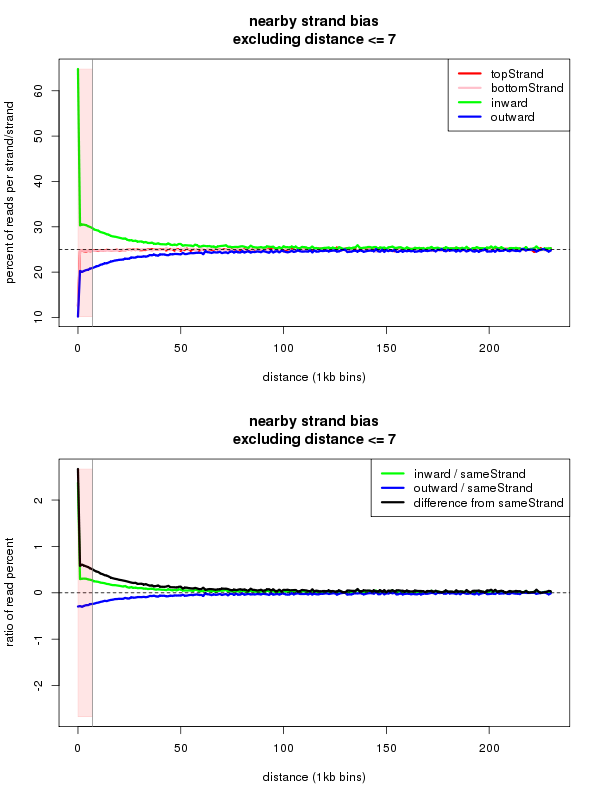 nearby strand bias
excluding distance <= 7
topStrand
bottomStrand
inward
outward
percent of reads per strand/strand
60
50
40
30
20
10
0
50
100
150
200
distance (1kb bins)
nearby strand bias
excluding distance <= 7
inward / sameStrand
outward / sameStrand
difference from sameStrand
ratio of read percent
2
1
0
-1
-2
0
50
100
150
200
distance (1kb bins)